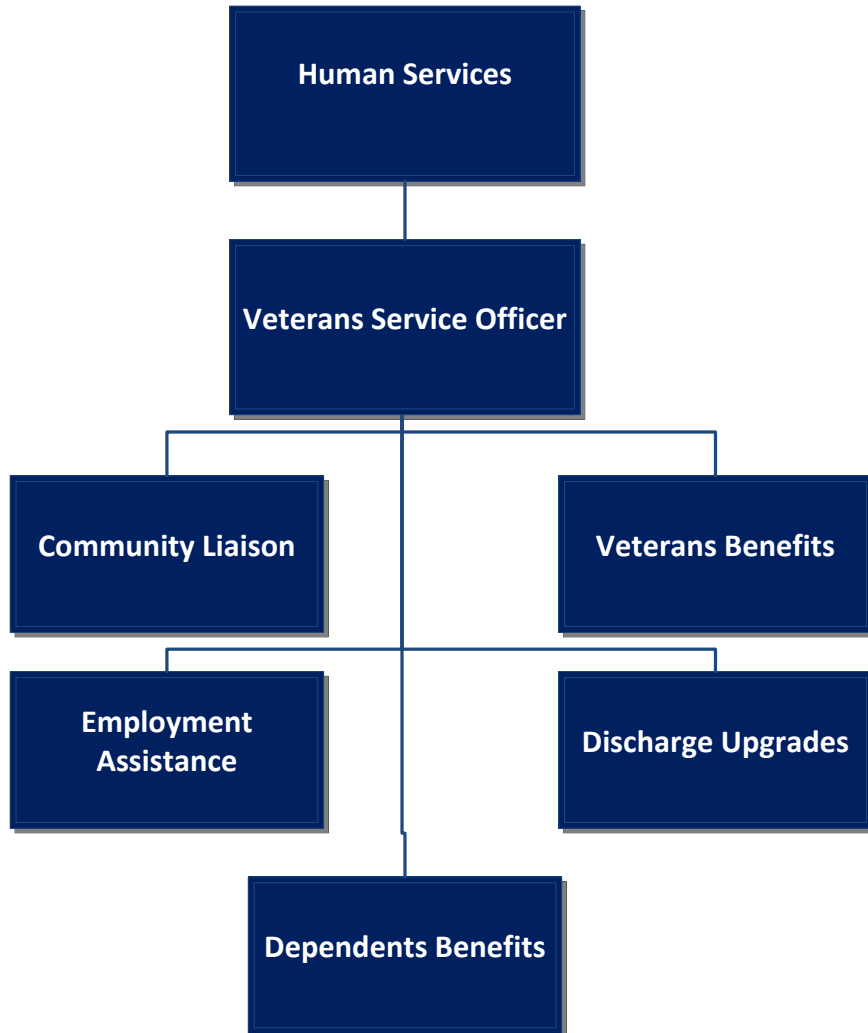 Human Services
Veterans Service Officer
Community Liaison
Veterans Benefits
Employment
Assistance
Discharge Upgrades
Dependents Benefits